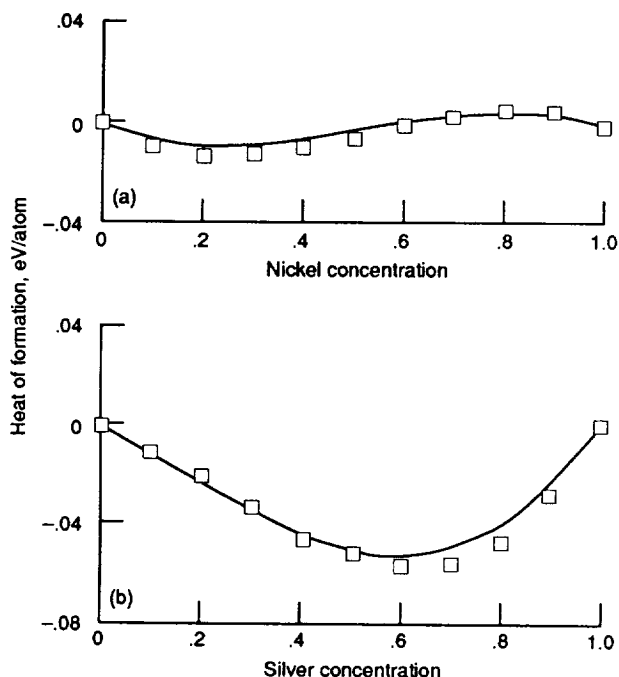 Heat of formation, eV/atom
.04
0
–.04
(a)
0 .2 .4 .6 .8 1.0
Nickel concentration
.04
0
–.04
–.08
(b)
0 .2 .4 .6 .8 1.0
Silver concentration